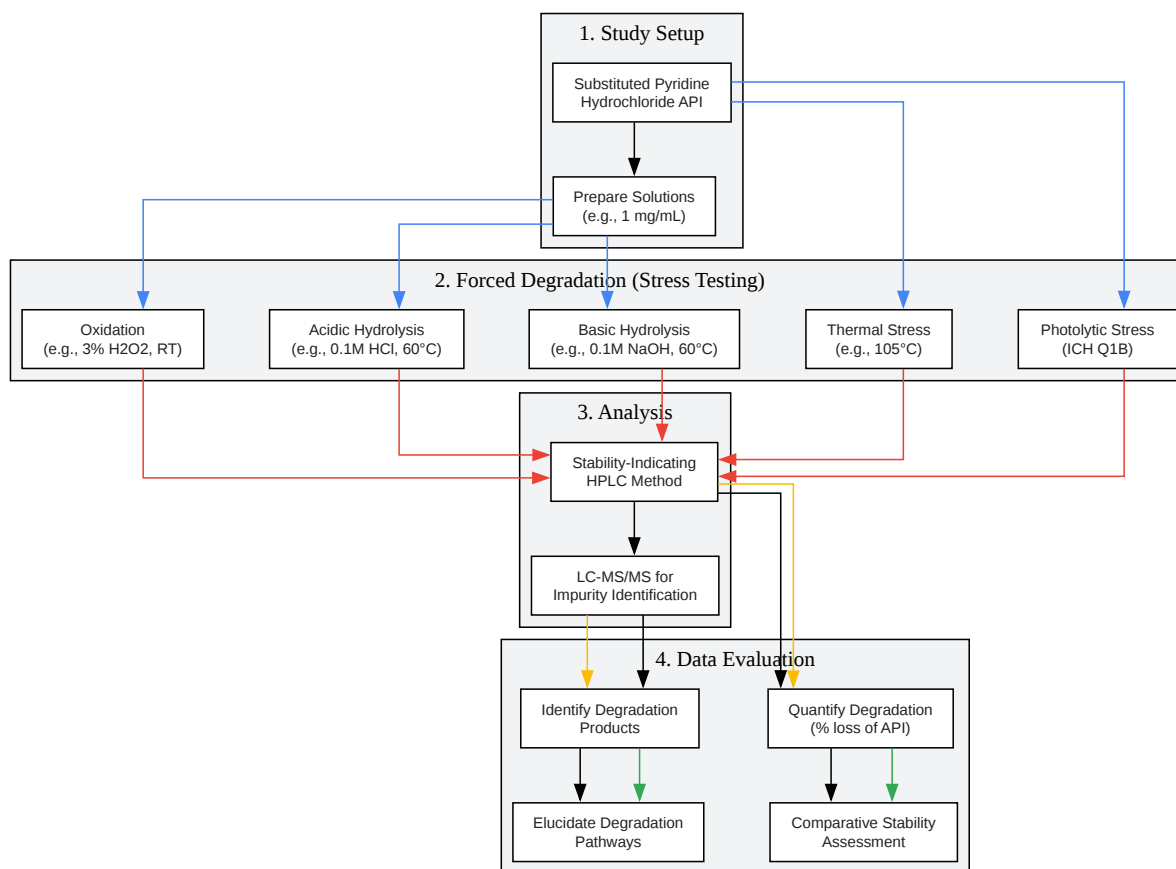 1. Study Setup
Substituted Pyridine
Hydrochloride API
Prepare Solutions
(e.g., 1 mg/mL)
2. Forced Degradation (Stress Testing)
Oxidation
(e.g., 3% H2O2, RT)
Acidic Hydrolysis
(e.g., 0.1M HCl, 60°C)
Basic Hydrolysis
(e.g., 0.1M NaOH, 60°C)
Thermal Stress
(e.g., 105°C)
Photolytic Stress
(ICH Q1B)
3. Analysis
Stability-Indicating
HPLC Method
LC-MS/MS for
Impurity Identification
4. Data Evaluation
Identify Degradation
Products
Quantify Degradation
(% loss of API)
Elucidate Degradation
Pathways
Comparative Stability
Assessment